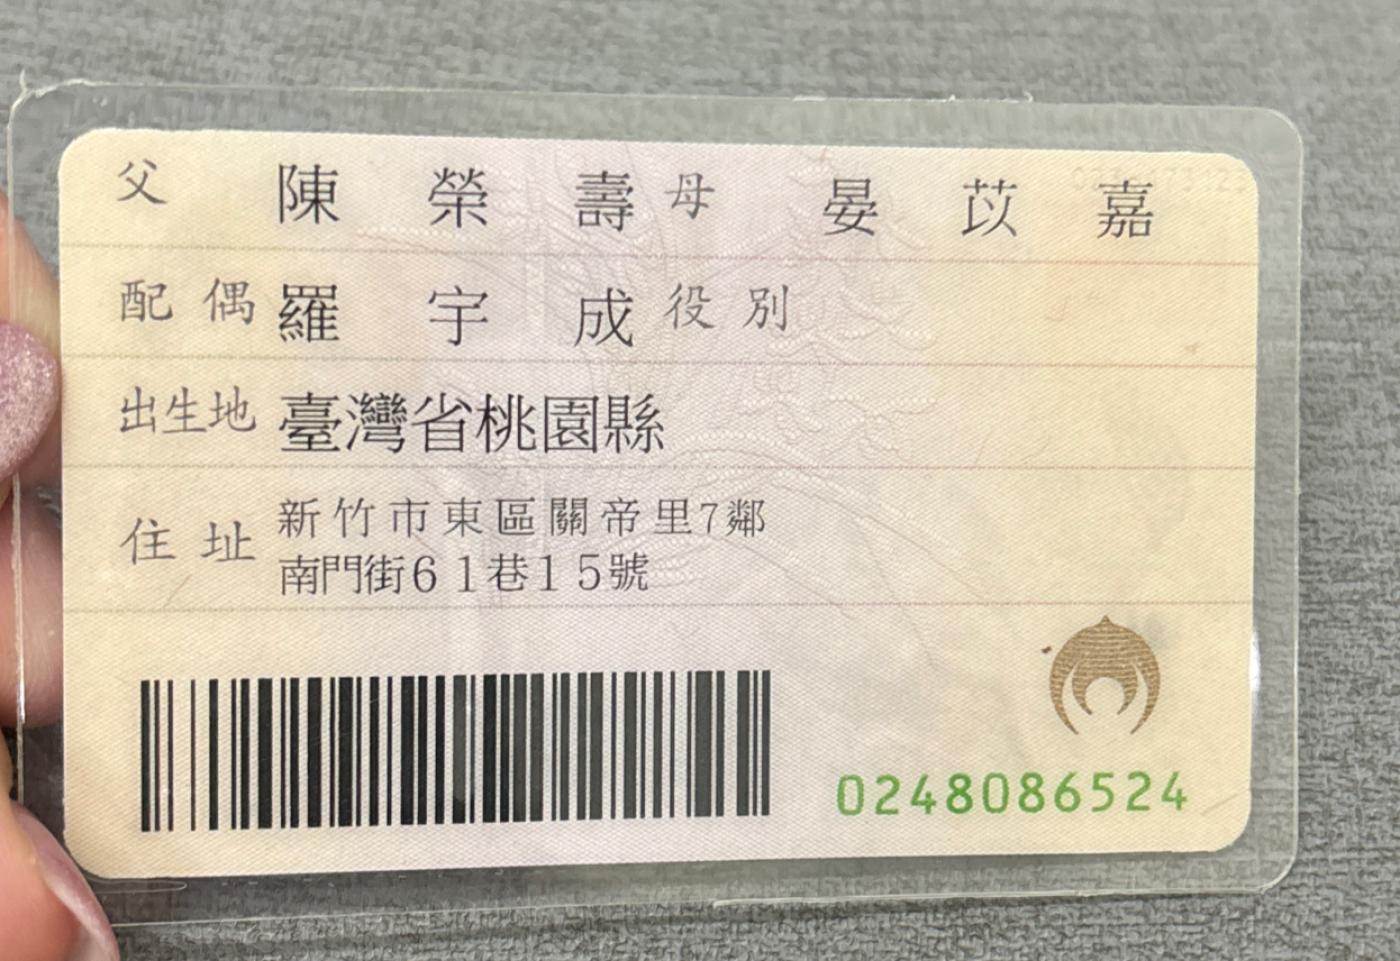 父 陳榮壽 母 晏苡嘉
配偶 羅宇成 役別
出生地 臺灣省桃園縣
住址 新竹市東區關帝里7鄰
南門街61巷15號
0248086524